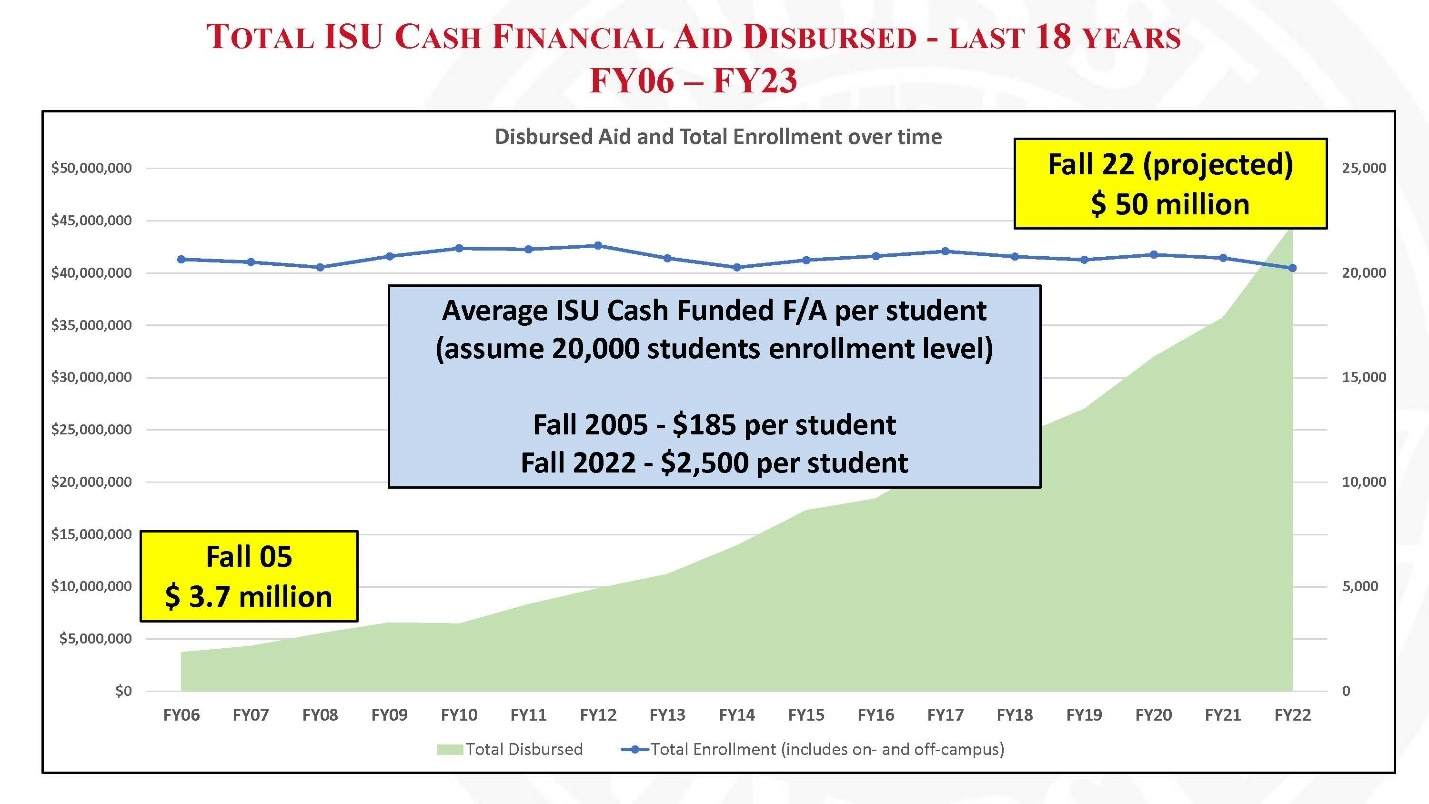 TOTAL ISU CASH FINANCIAL AID DISBURSED - LAST 18 YEARS
FY06 – FY23
Disbursed Aid and Total Enrollment over time
Fall 22 (projected)
$ 50 million
$50,000,000
25,000
$45,000,000
$40,000,000
20,000
Average ISU Cash Funded F/A per student
(assume 20,000 students enrollment level)
Fall 2005 - $185 per student
Fall 2022 - $2,500 per student
$35,000,000
$30,000,000
15,000
$25,000,000
$20,000,000
10,000
$15,000,000
Fall 05
$ 3.7 million
$10,000,000
5,000
$5,000,000
$0
0
FY06 FY07 FY08 FY09 FY10 FY11 FY12 FY13 FY14 FY15 FY16 FY17 FY18 FY19 FY20 FY21 FY22
Total Disbursed
Total Enrollment (includes on- and off-campus)